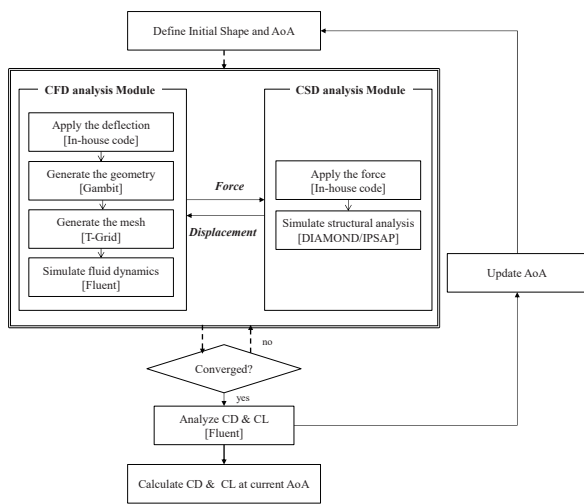 Define Initial Shape and AoA
CFD analysis Module
Apply the deflection
[In-house code]
Generate the geometry
[Gambit]
Generate the mesh
[T-Grid]
Simulate fluid dynamics
[Fluent]
Force
Displacement
CSD analysis Module
Apply the force
[In-house code]
Simulate structural analysis
[DIAMOND/IPSAP]
Update AoA
no
Converged?
yes
Analyze CD & CL
[Fluent]
Calculate CD & CL at current AoA